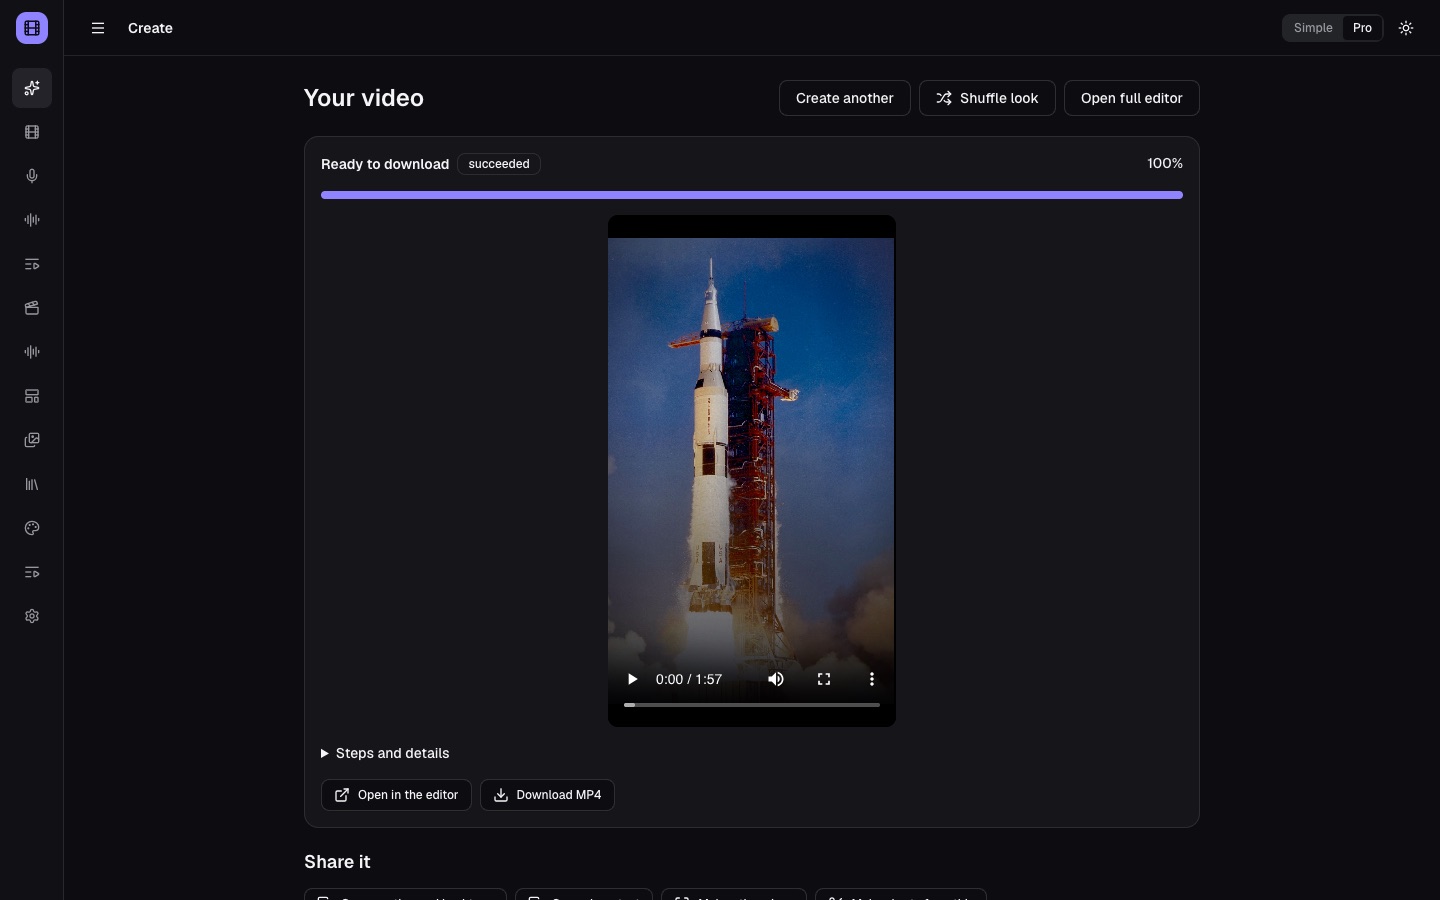 Create
Simple Pro
Your video
Create another
Shuffle look
Open full editor
Ready to download
succeeded
100%
0:00 / 1:57
Steps and details
Open in the editor
Download MP4
Share it